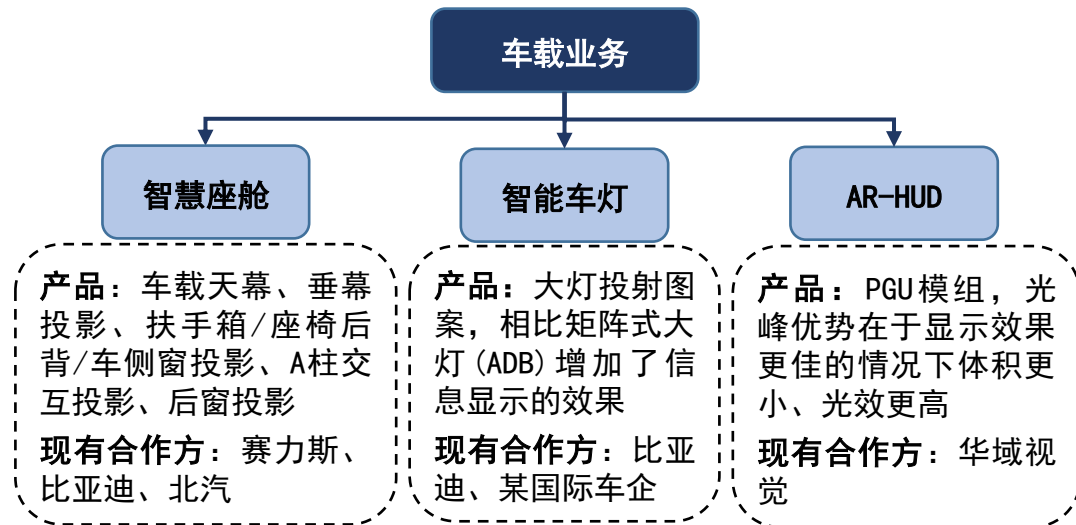 车载业务
智慧座舱
产品：车载天幕、垂幕
投影、扶手箱/座椅后
背/车侧窗投影、A柱交
互投影、后窗投影
现有合作方：赛力斯、
比亚迪、北汽
智能车灯
产品：大灯投射图
案，相比矩阵式大
灯(ADB)增加了信
息显示的效果
现有合作方：比亚
迪、某国际车企
AR-HUD
产品：PGU模组，光
峰优势在于显示效果
更佳的情况下体积更
小、光效更高
现有合作方：华域视
觉